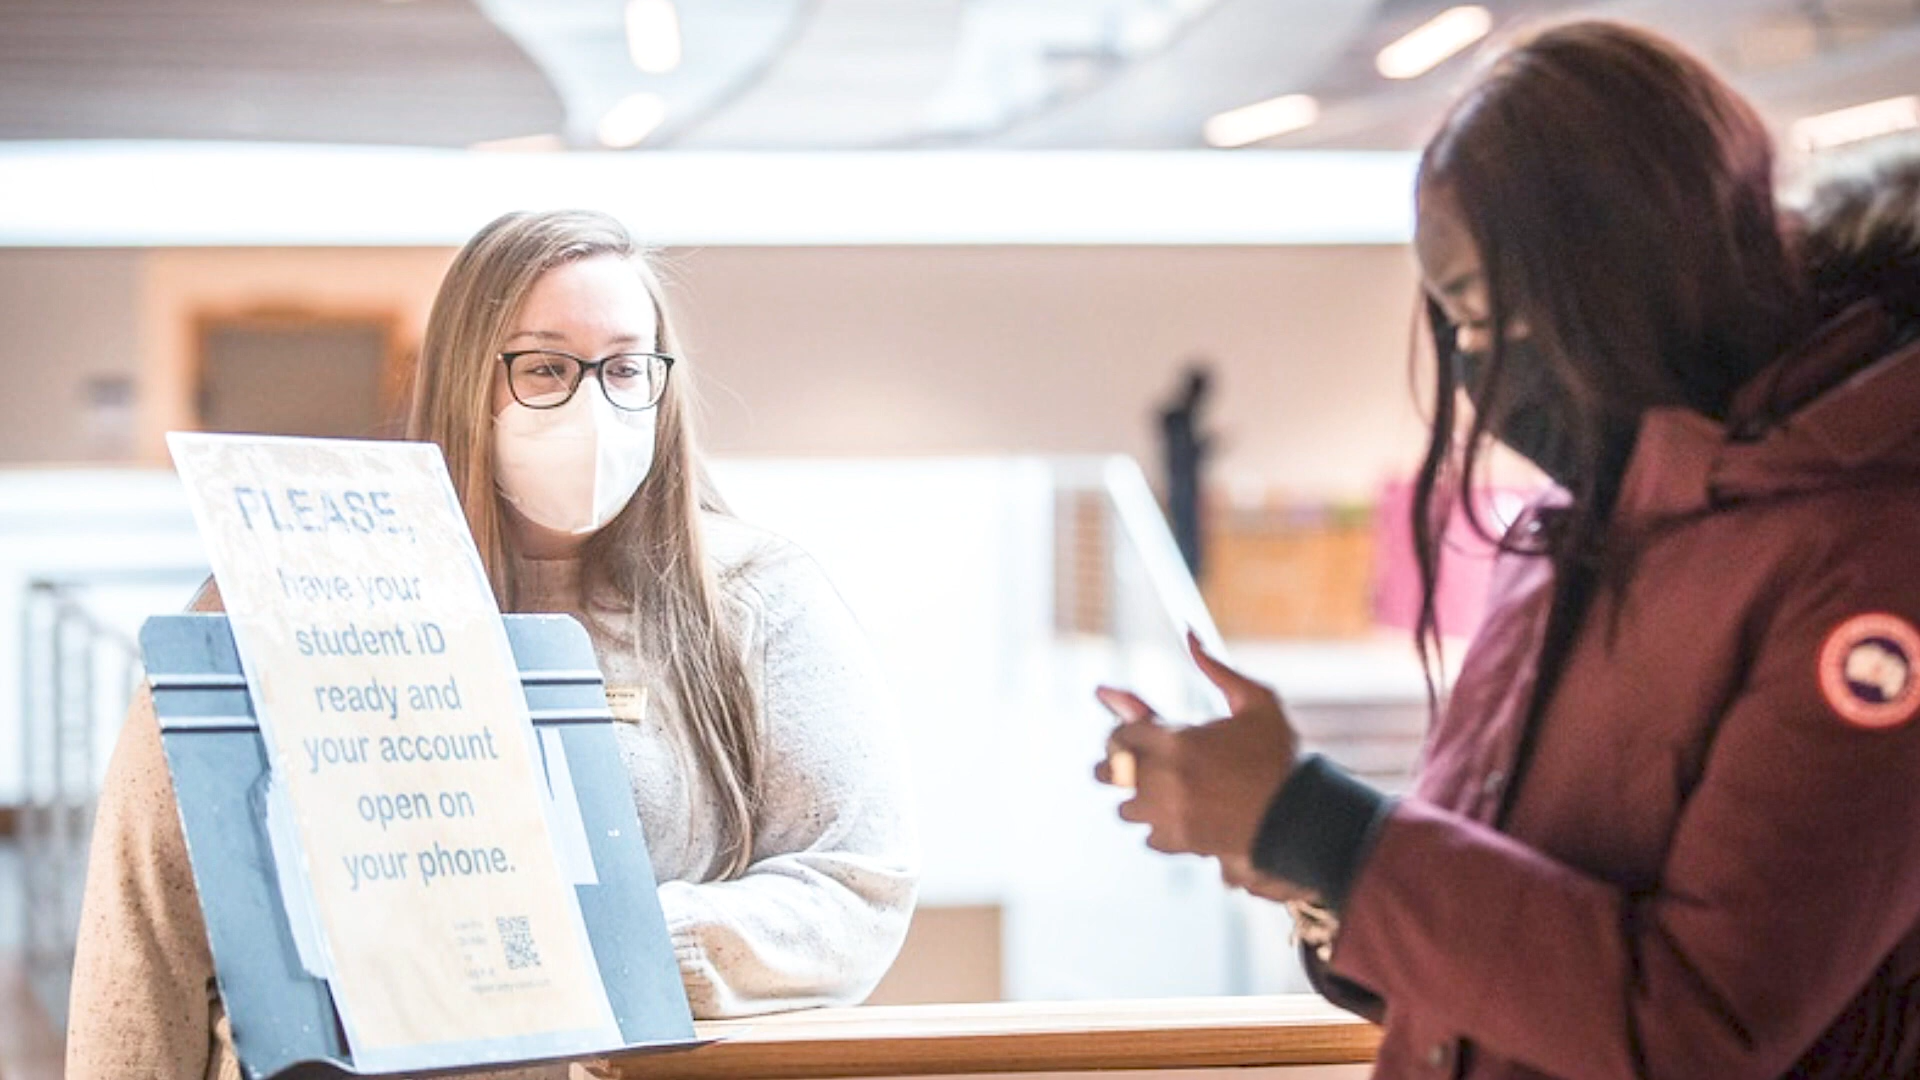 PLEASE,
have your
student ID
ready and
your account
open on
your phone.